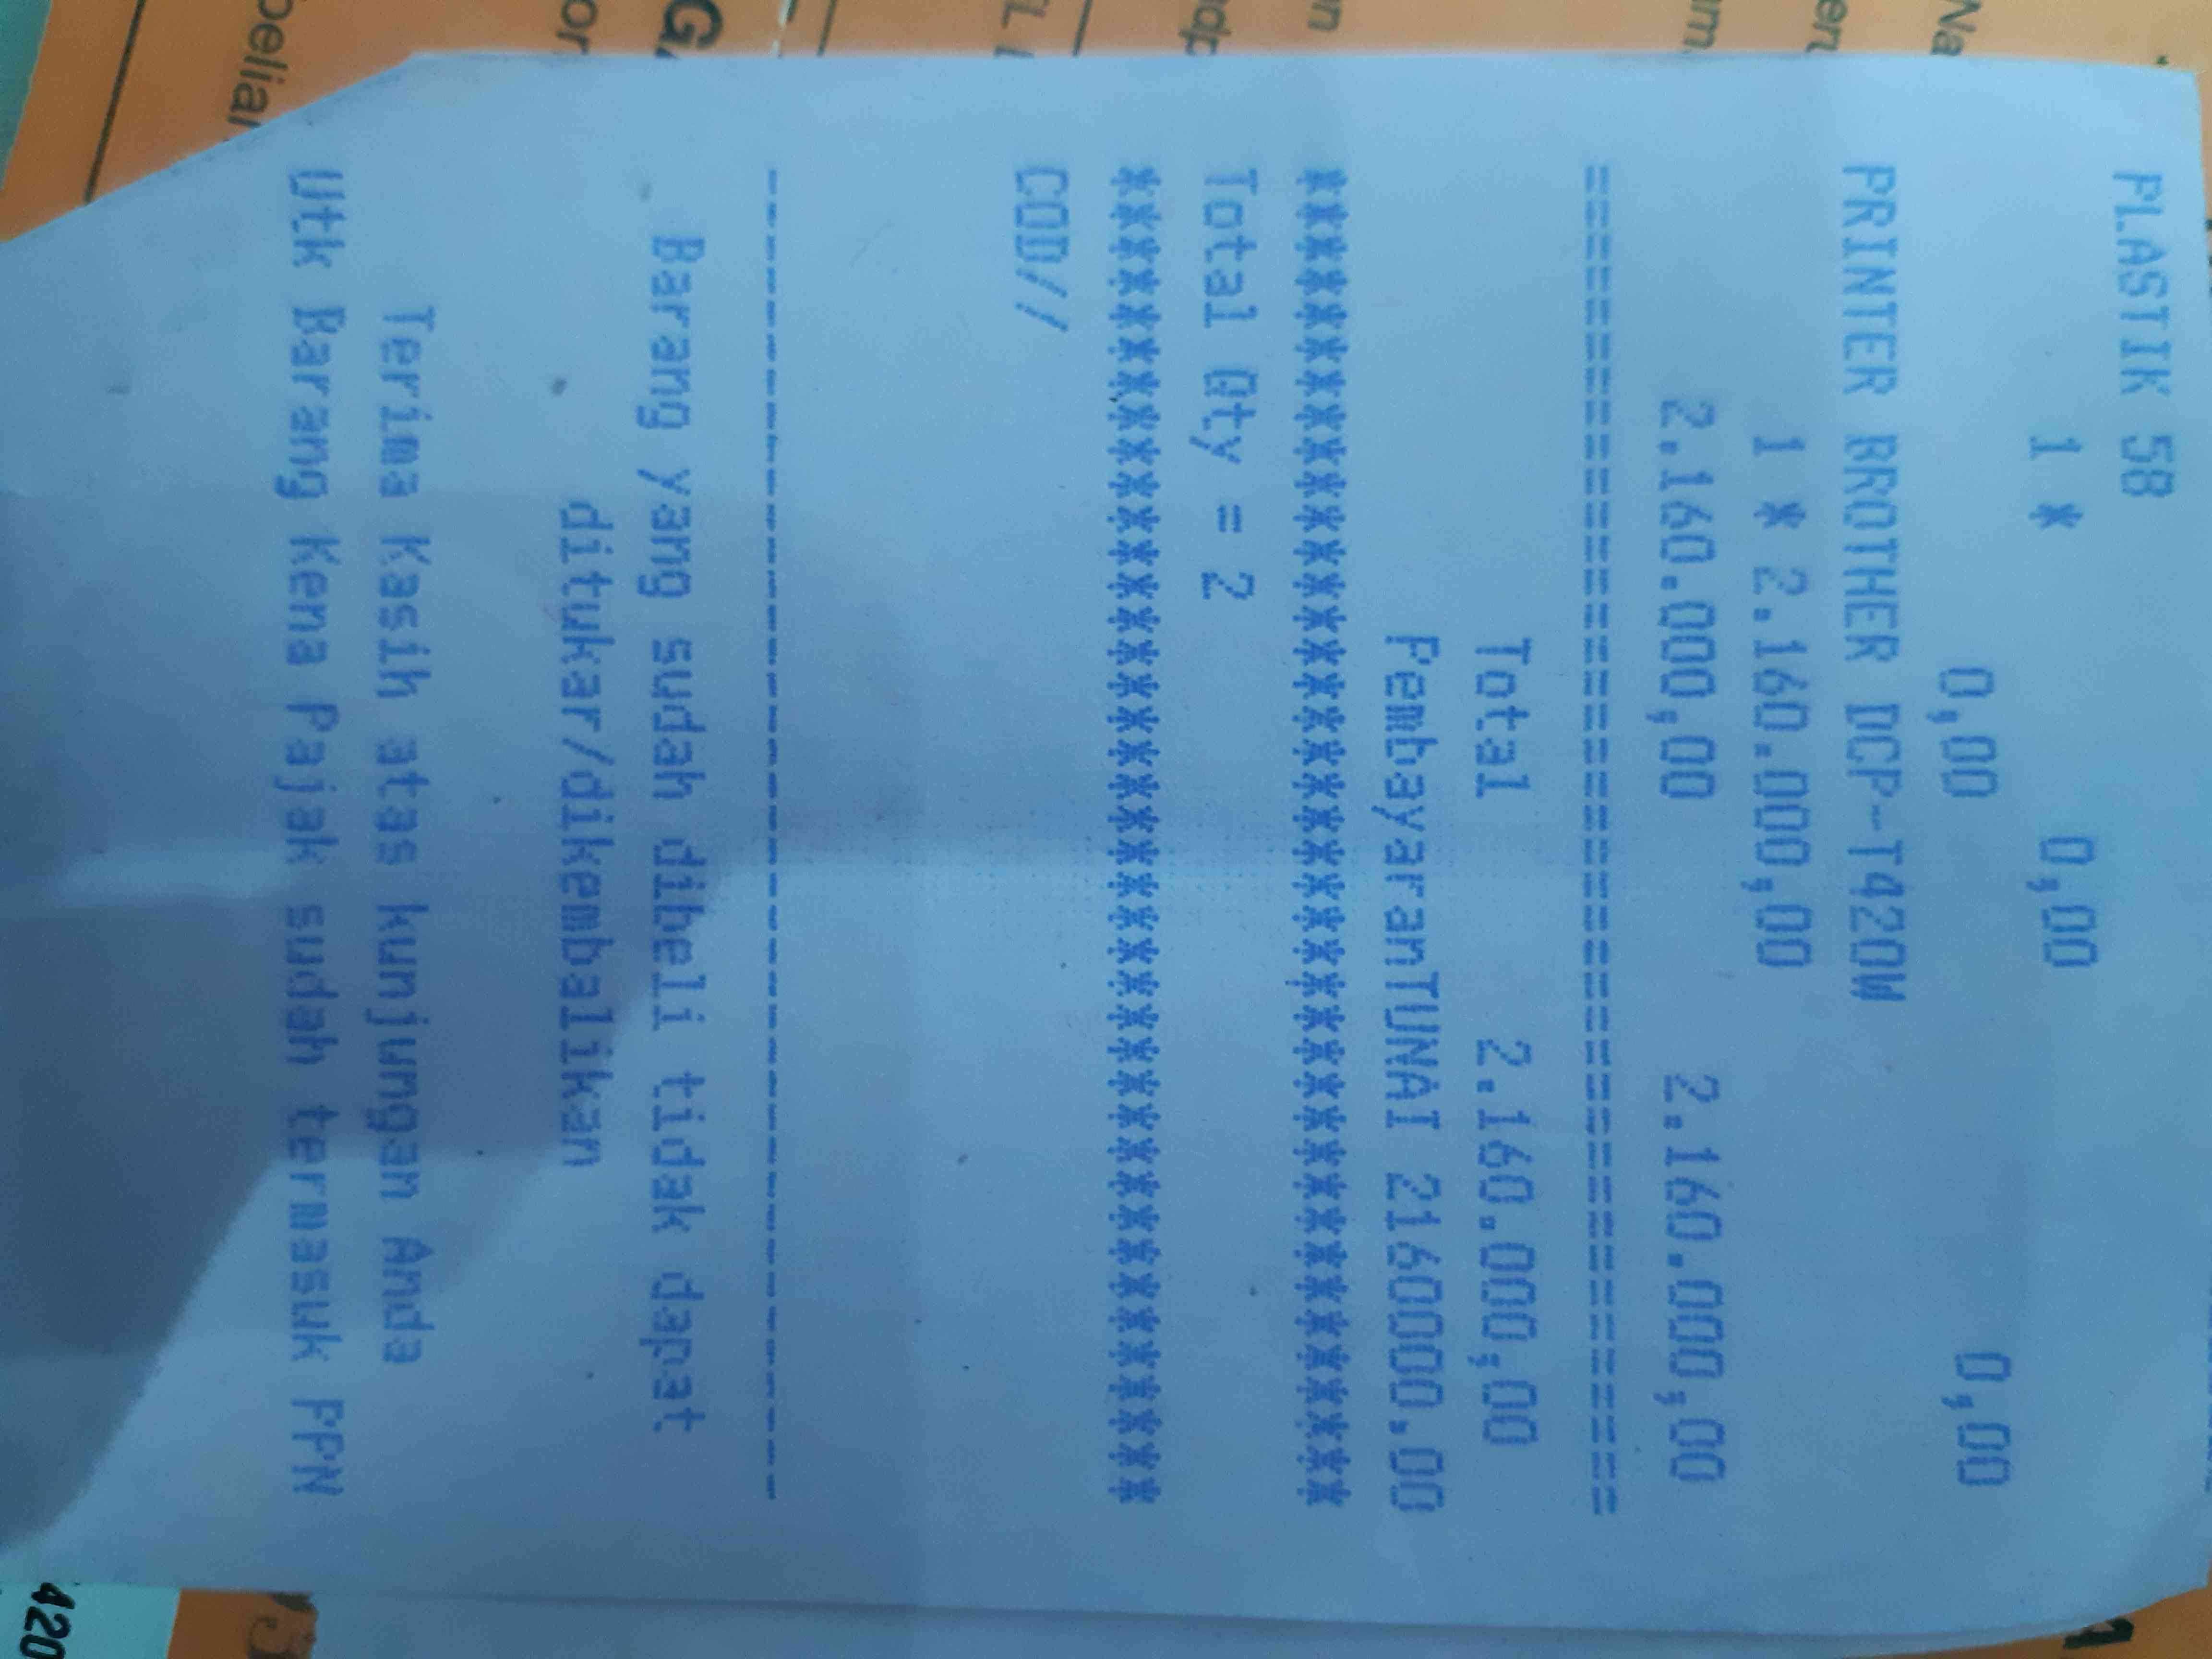 PLASTIK 58
1 * 0,00
0,00 0,00
PRINTER BROTHER DCP-T420W
1 * 2.160.000,00
2.160.000,00 2.160.000,00
========================================
Total 2.160.000,00
PembayaranTUNAI 2160000.00
****************************************
Total Qty = 2
****************************************
COD//
----------------------------------------
Barang yang sudah dibeli tidak dapat
ditukar/dikembalikan
Terima Kasih atas kunjungan Anda
Utk Barang Kena Pajak sudah termasuk PPN
420